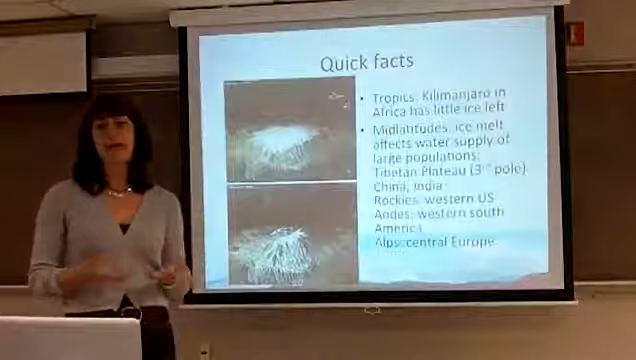 Quick facts
• Tropics: Kilimanjaro in
Africa has little ice left
• Midlatitudes: ice melt
affects water supply of
large populations:
Tibetan Plateau (3rd pole)
China, India
Rockies: western US
Andes: western south
America
Alps: central Europe